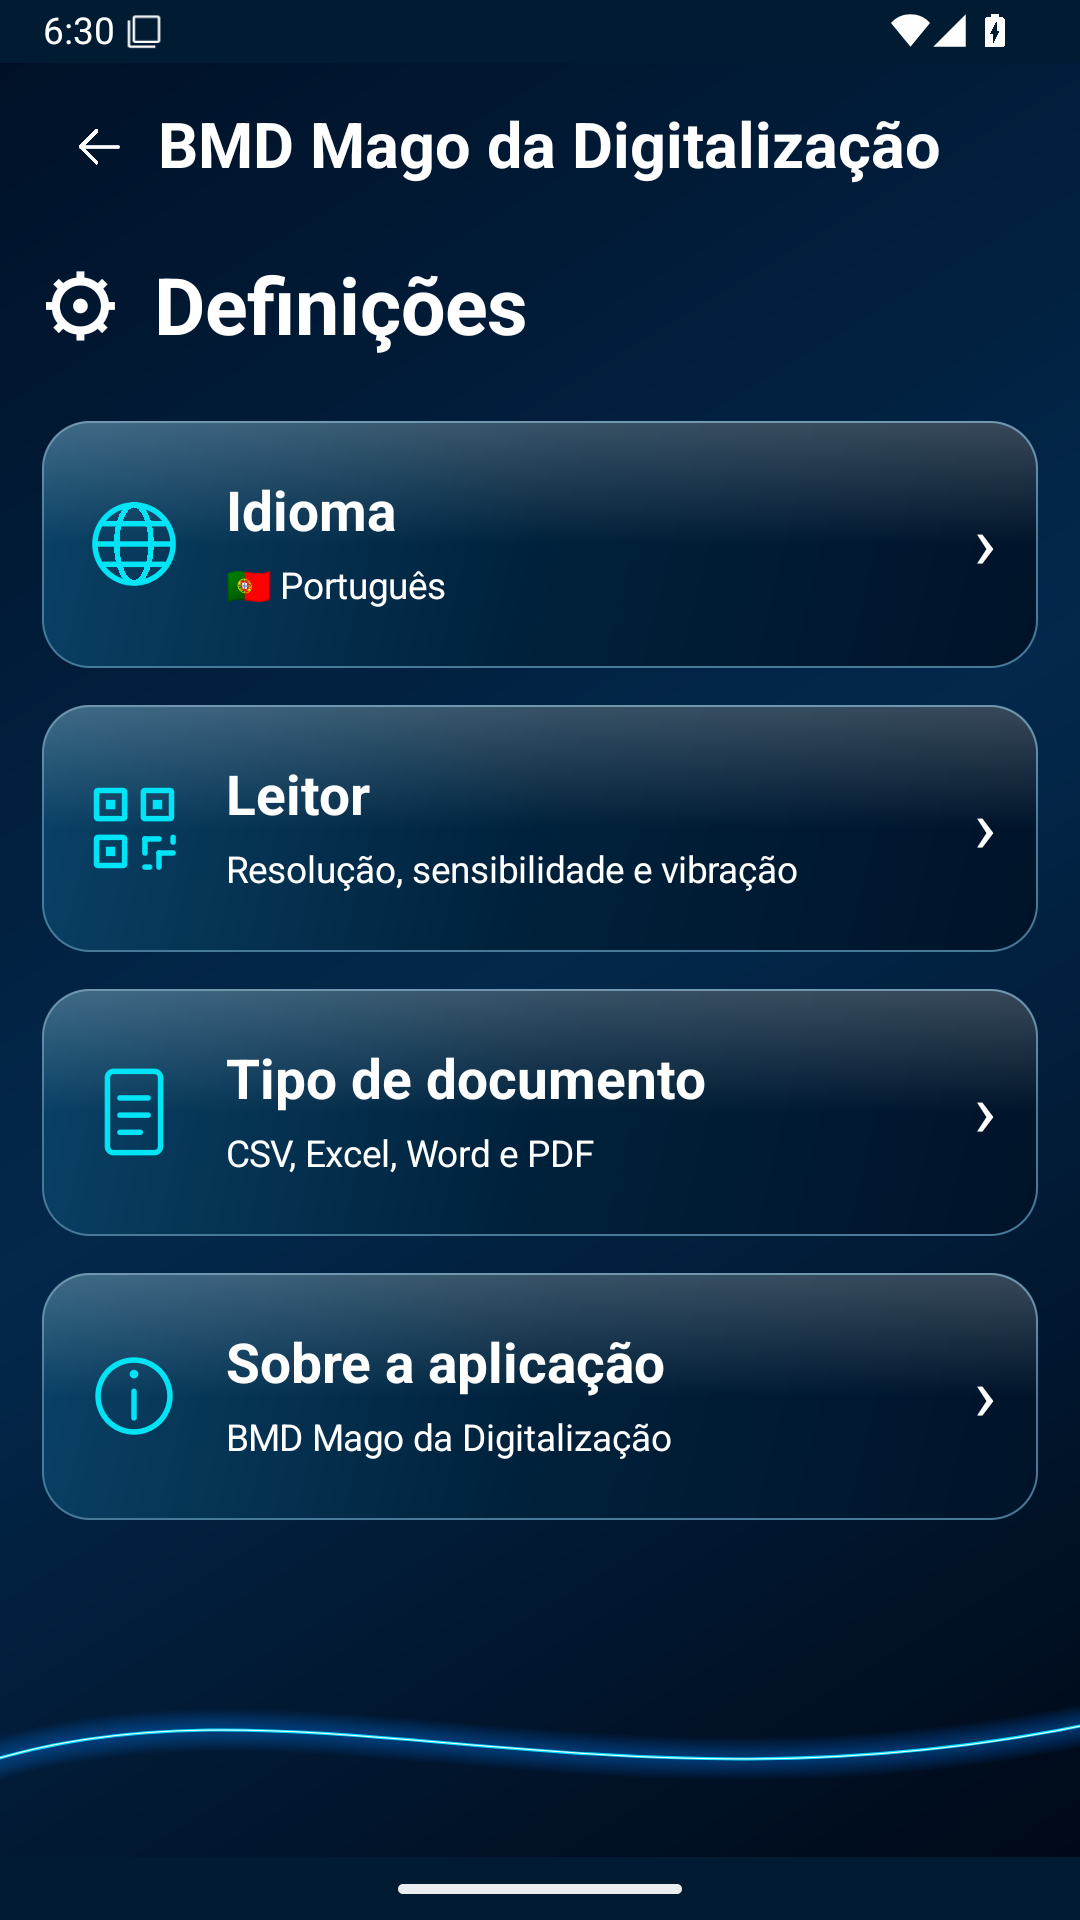 6:30
BMD Mago da Digitalização
Definições
Idioma
🇵🇹 Português
Leitor
Resolução, sensibilidade e vibração
Tipo de documento
CSV, Excel, Word e PDF
Sobre a aplicação
BMD Mago da Digitalização